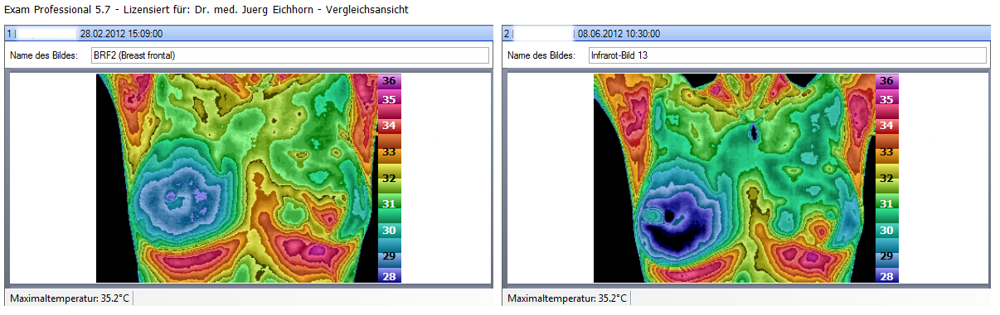 Exam Professional 5.7 - Lizensiert für: Dr. med. Juerg Eichhorn - Vergleichsansicht
1 | 28.02.2012 15:09:00
Name des Bildes: BRF2 (Breast frontal)
36
35
34
33
32
31
30
29
28
Maximaltemperatur: 35.2°C
2 | 08.06.2012 10:30:00
Name des Bildes: Infrarot-Bild 13
36
35
34
33
32
31
30
29
28
Maximaltemperatur: 35.2°C